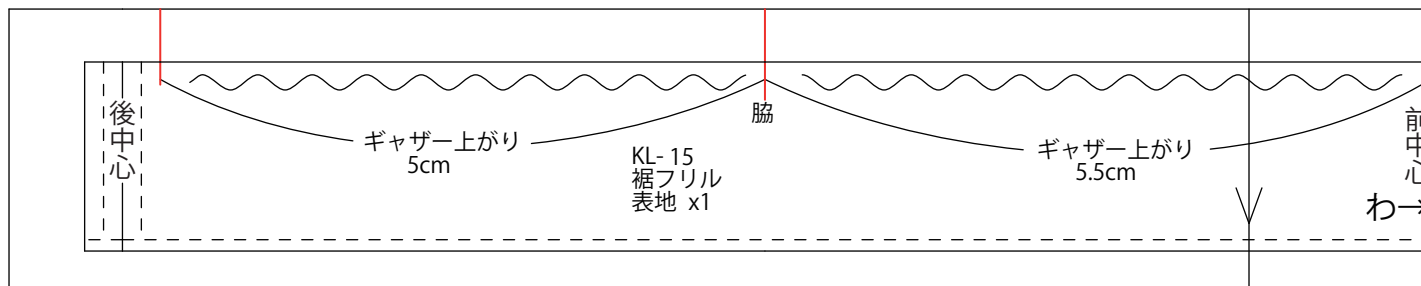 後中心
ギャザー上がり
5cm
KL-15
裾フリル
表地 x1
脇
ギャザー上がり
5.5cm
前中心
わ→